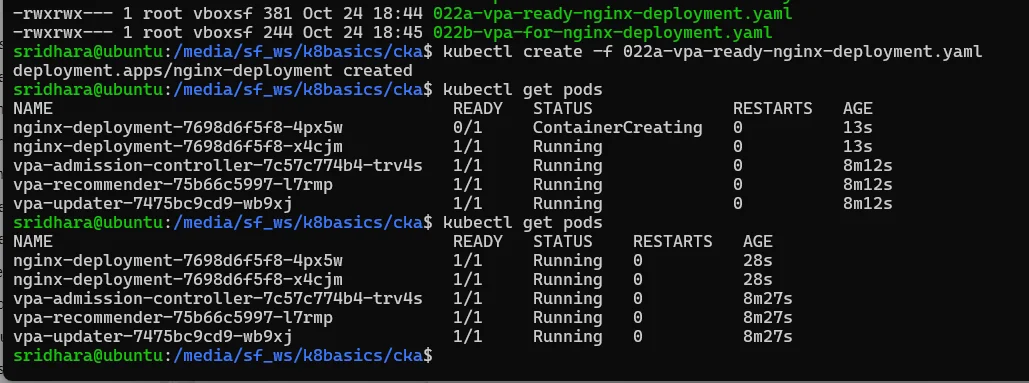 -rwxrwx--- 1 root vboxsf 381 Oct 24 18:44 022a-vpa-ready-nginx-deployment.yaml
-rwxrwx--- 1 root vboxsf 244 Oct 24 18:45 022b-vpa-for-nginx-deployment.yaml
sridhara@ubuntu:/media/sf_ws/k8basics/cka$ kubectl create -f 022a-vpa-ready-nginx-deployment.yaml
deployment.apps/nginx-deployment created
sridhara@ubuntu:/media/sf_ws/k8basics/cka$ kubectl get pods
NAME READY STATUS RESTARTS AGE
nginx-deployment-7698d6f5f8-4px5w 0/1 ContainerCreating 0 13s
nginx-deployment-7698d6f5f8-x4cjm 1/1 Running 0 13s
vpa-admission-controller-7c57c774b4-trv4s 1/1 Running 0 8m12s
vpa-recommender-75b66c5997-l7rmp 1/1 Running 0 8m12s
vpa-updater-7475bc9cd9-wb9xj 1/1 Running 0 8m12s
sridhara@ubuntu:/media/sf_ws/k8basics/cka$ kubectl get pods
NAME READY STATUS RESTARTS AGE
nginx-deployment-7698d6f5f8-4px5w 1/1 Running 0 28s
nginx-deployment-7698d6f5f8-x4cjm 1/1 Running 0 28s
vpa-admission-controller-7c57c774b4-trv4s 1/1 Running 0 8m27s
vpa-recommender-75b66c5997-l7rmp 1/1 Running 0 8m27s
vpa-updater-7475bc9cd9-wb9xj 1/1 Running 0 8m27s
sridhara@ubuntu:/media/sf_ws/k8basics/cka$